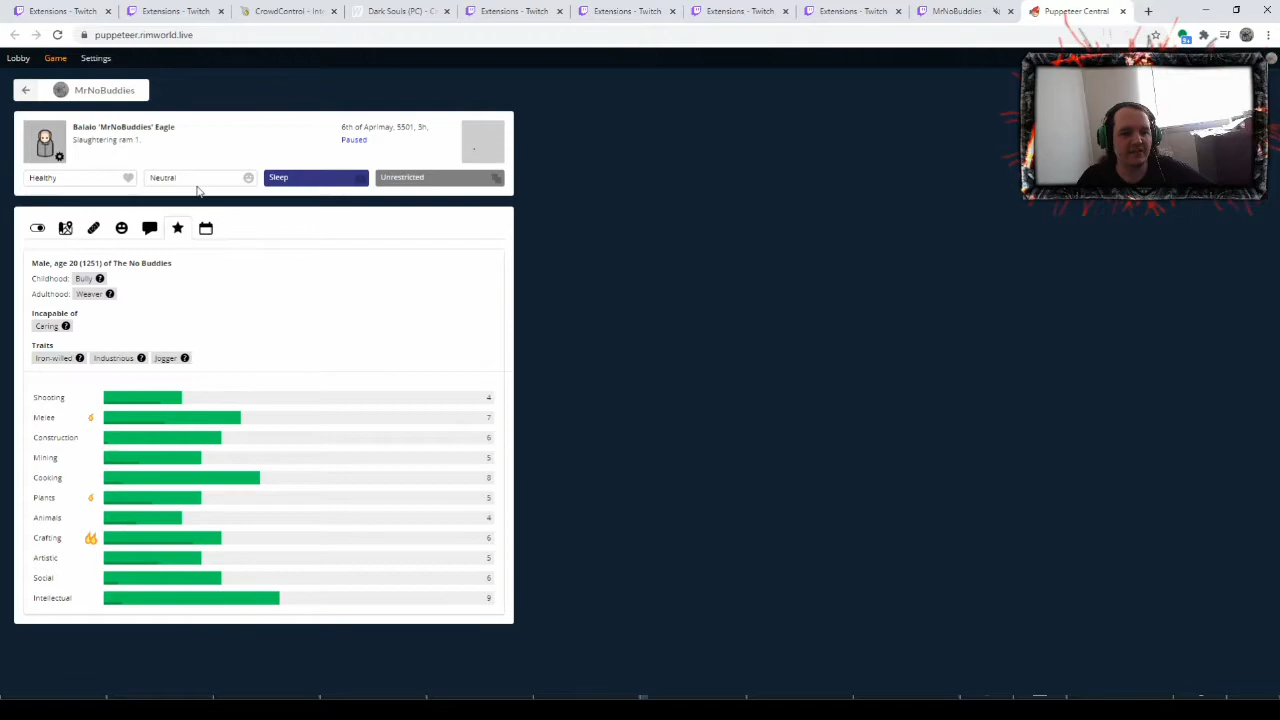 Extensions - Twitch
Extensions - Twitch
CrowdControl - Inte
Dark Souls (PC) - C
Extensions - Twitch
Extensions - Twitch
Extensions - Twitch
Extensions - Twitch
MrNoBuddies - Twitch
Puppeteer Central
puppeteer.rimworld.live
Lobby Game Settings
MrNoBuddies
Balaio 'MrNoBuddies' Eagle
Slaughtering ram 1.
6th of Aprimay, 5501, 3h,
Paused
Healthy
Neutral
Sleep
Unrestricted
Male, age 20 (1251) of The No Buddies
Childhood: Bully ?
Adulthood: Weaver ?
Incapable of
Caring ?
Traits
Iron-willed ? Industrious ? Jogger ?
Shooting 4
Melee 7
Construction 6
Mining 5
Cooking 8
Plants 5
Animals 4
Crafting 6
Artistic 5
Social 6
Intellectual 9